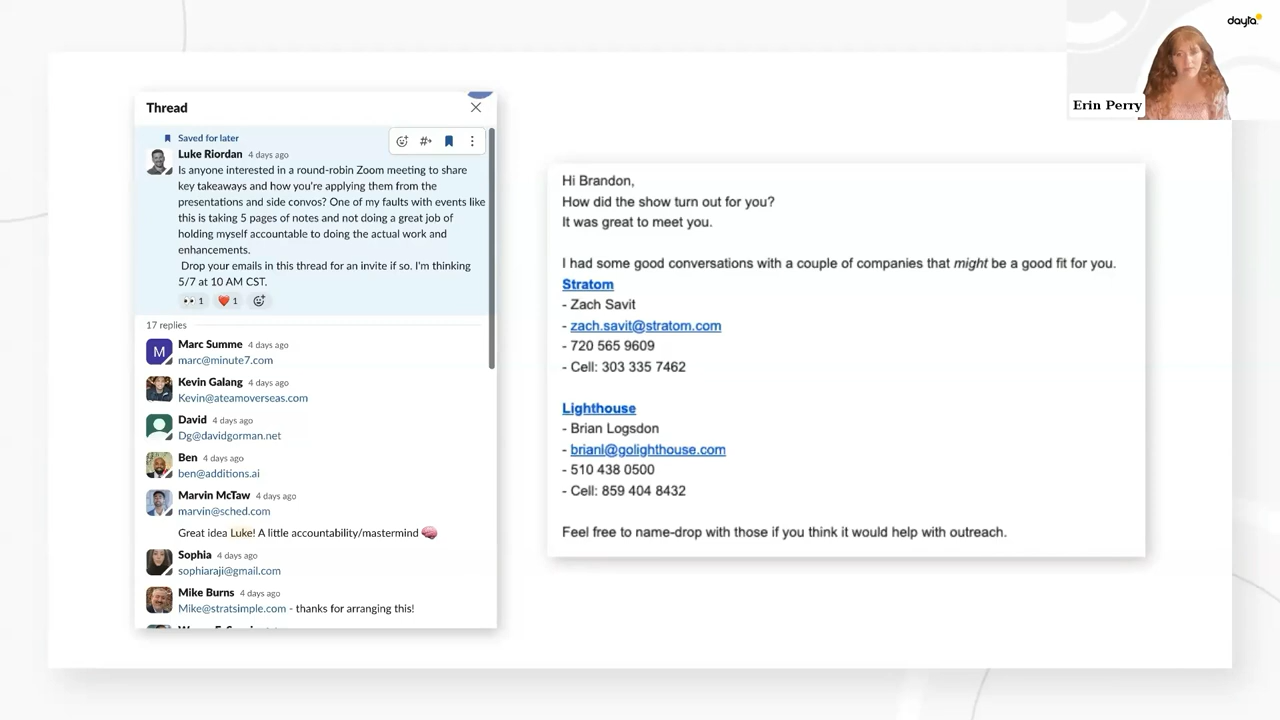 dayta
Erin Perry
Thread
Saved for later
Luke Riordan 4 days ago
Is anyone interested in a round-robin Zoom meeting to share
key takeaways and how you're applying them from the
presentations and side convos? One of my faults with events like
this is taking 5 pages of notes and not doing a great job of
holding myself accountable to doing the actual work and
enhancements.
Drop your emails in this thread for an invite if so. I'm thinking
5/7 at 10 AM CST.
👀 1 ❤️ 1
17 replies
M
Marc Summe 4 days ago
marc@minute7.com
Kevin Galang 4 days ago
Kevin@ateamoverseas.com
David 4 days ago
Dg@davidgorman.net
Ben 4 days ago
ben@additions.ai
Marvin McTaw 4 days ago
marvin@sched.com
Great idea Luke! A little accountability/mastermind 🧠
Sophia 4 days ago
sophiaraji@gmail.com
Mike Burns 4 days ago
Mike@stratsimple.com - thanks for arranging this!
Hi Brandon,
How did the show turn out for you?
It was great to meet you.
I had some good conversations with a couple of companies that might be a good fit for you.
Stratom
- Zach Savit
- zach.savit@stratom.com
- 720 565 9609
- Cell: 303 335 7462
Lighthouse
- Brian Logsdon
- brianl@golighthouse.com
- 510 438 0500
- Cell: 859 404 8432
Feel free to name-drop with those if you think it would help with outreach.